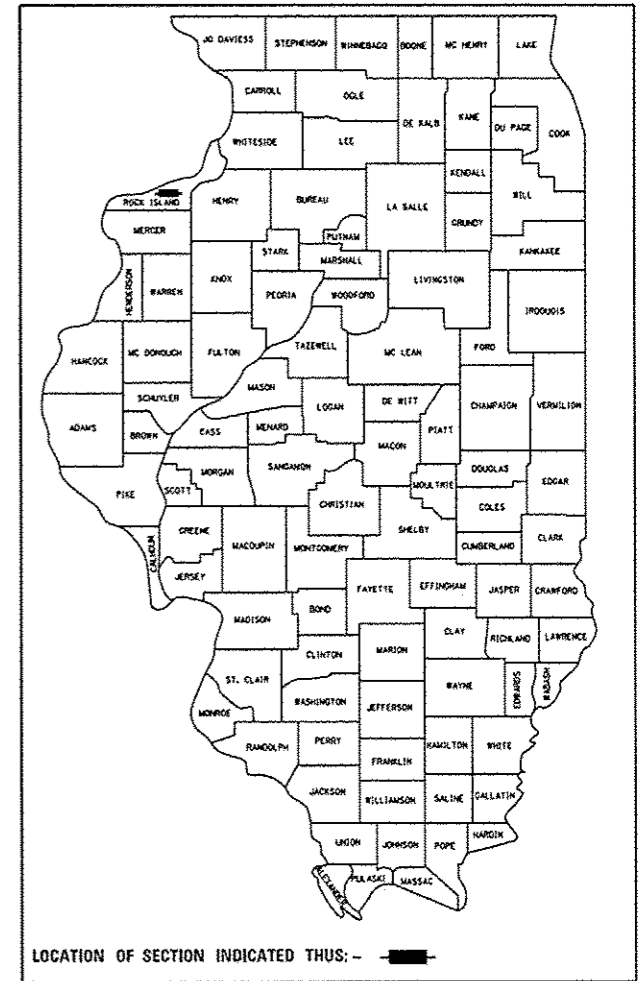 JO DAVIESS STEPHENSON WINNEBAGO BOONE MC HENRY LAKE
CARROLL OGLE
DE KALB KANE DU PAGE COOK
WHITESIDE LEE
KENDALL WILL
ROCK ISLAND HENRY BUREAU LA SALLE GRUNDY
MERCER PUTNAM KANKAKEE
STARK MARSHALL
HENDERSON WARREN KNOX PEORIA WOODFORD LIVINGSTON IROQUOIS
HANCOCK MC DONOUGH FULTON TAZEWELL MC LEAN FORD
MASON
SCHUYLER LOGAN DE WITT CHAMPAIGN VERMILION
ADAMS BROWN CASS MENARD PIATT
MACON
MORGAN SANGAMON DOUGLAS EDGAR
PIKE SCOTT CHRISTIAN MOULTRIE COLES
CALHOUN GREENE MACOUPIN MONTGOMERY SHELBY CUMBERLAND CLARK
JERSEY
FAYETTE EFFINGHAM JASPER CRAWFORD
MADISON BOND
CLAY RICHLAND LAWRENCE
CLINTON MARION
ST. CLAIR WAYNE EDWARDS WABASH
WASHINGTON JEFFERSON
MONROE
RANDOLPH PERRY HAMILTON WHITE
FRANKLIN
JACKSON WILLIAMSON SALINE GALLATIN
UNION JOHNSON POPE HARDIN
ALEXANDER PULASKI MASSAC
LOCATION OF SECTION INDICATED THUS: -